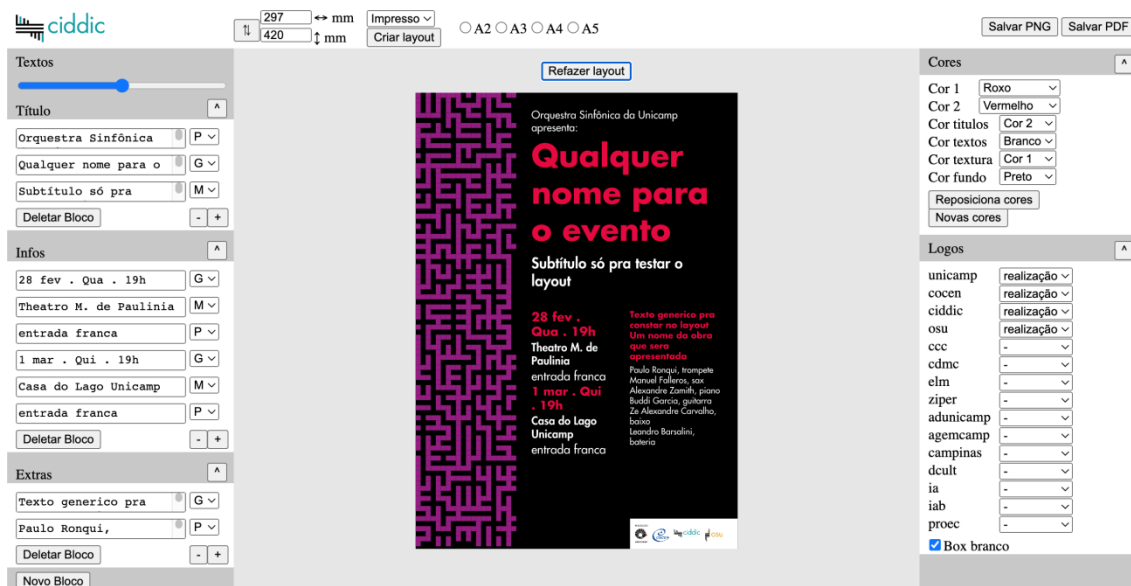 ciddic
297 ↔ mm
420 ↕ mm
Impresso
Criar layout
A2 A3 A4 A5
Salvar PNG Salvar PDF
Textos
Título ^
Orquestra Sinfônica P
Qualquer nome para o G
Subtítulo só pra M
Deletar Bloco - +
Infos ^
28 fev . Qua . 19h G
Theatro M. de Paulinia M
entrada franca P
1 mar . Qui . 19h G
Casa do Lago Unicamp M
entrada franca P
Deletar Bloco - +
Extras ^
Texto generico pra G
Paulo Ronqui, P
Deletar Bloco - +
Novo Bloco
Refazer layout
Orquestra Sinfônica da Unicamp
apresenta:
Qualquer
nome para
o evento
Subtítulo só pra testar o
layout
28 fev .
Qua . 19h
Theatro M. de
Paulinia
entrada franca
1 mar . Qui
. 19h
Casa do Lago
Unicamp
entrada franca
Texto generico pra
constar no layout
Um nome da obra
que sera
apresentada
Paulo Ronqui, trompete
Manuel Falleros, sax
Alexandre Zamith, piano
Buddi Garcia, guitarra
Ze Alexandre Carvalho,
baixo
Leandro Barsalini,
bateria
ciddic
Cores ^
Cor 1 Roxo
Cor 2 Vermelho
Cor titulos Cor 2
Cor textos Branco
Cor textura Cor 1
Cor fundo Preto
Reposiciona cores
Novas cores
Logos ^
unicamp realização
cocen realização
ciddic realização
osu realização
ccc -
cdmc -
elm -
ziper -
adunicamp -
agemcamp -
campinas -
dcult -
ia -
iab -
proec -
Box branco